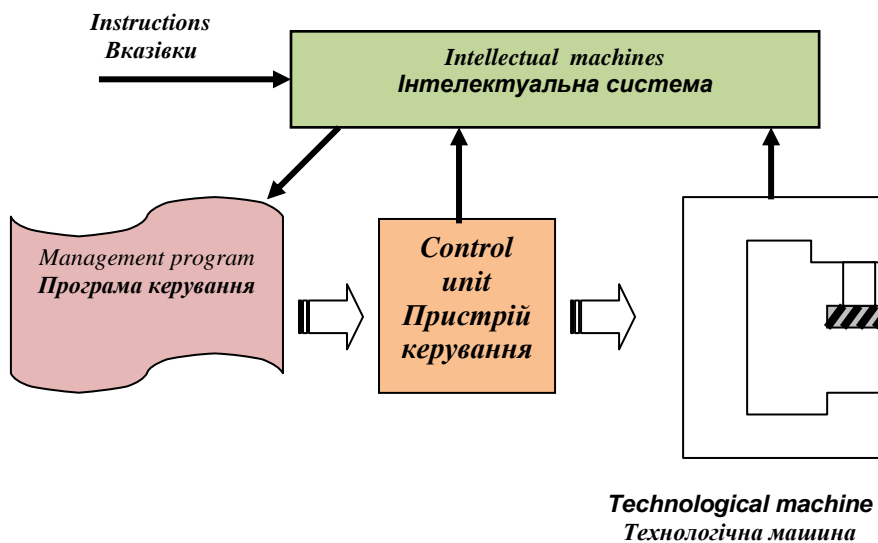 Instructions
Вказівки
Intellectual machines
Інтелектуальна система
Management program
Програма керування
Control
unit
Пристрій
керування
Technological machine
Технологічна машина